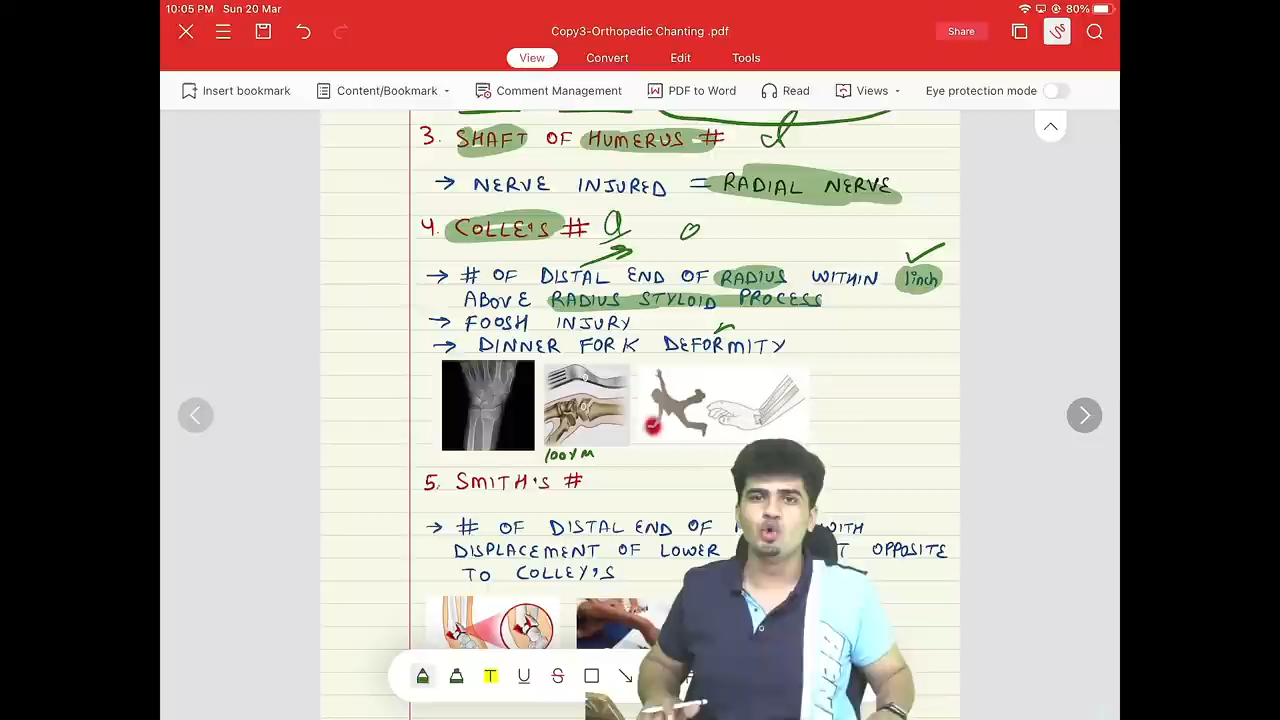 10:05 PM Sun 20 Mar 80%
Copy3-Orthopedic Chanting .pdf
Share
View Convert Edit Tools
Insert bookmark Content/Bookmark Comment Management PDF to Word Read Views Eye protection mode
3. SHAFT OF HUMERUS #
→ NERVE INJURED = RADIAL NERVE
4. COLLE'S #
→ # OF DISTAL END OF RADIUS WITHIN 1inch
ABOVE RADIUS STYLOID PROCESS
→ FOOSH INJURY
→ DINNER FORK DEFORMITY
5. SMITH'S #
→ # OF DISTAL END OF WITH
DISPLACEMENT OF LOWER OPPOSITE
TO COLLEY'S
T U S